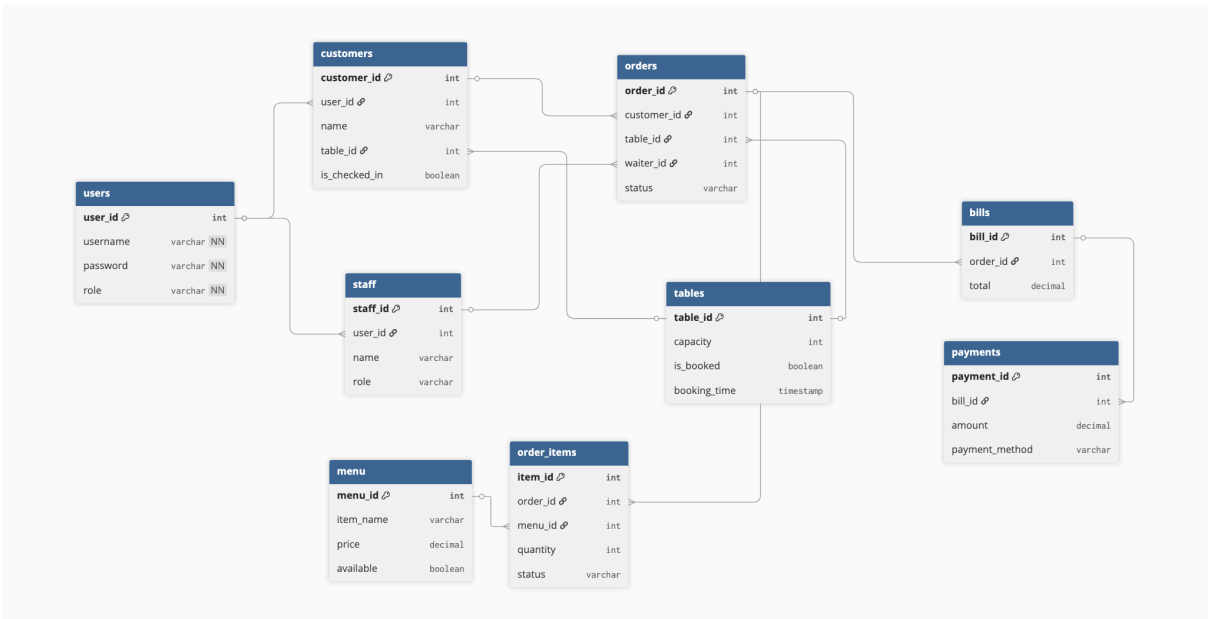 customers
customer_id int
user_id int
name varchar
table_id int
is_checked_in boolean
orders
order_id int
customer_id int
table_id int
waiter_id int
status varchar
users
user_id int
username varchar NN
password varchar NN
role varchar NN
bills
bill_id int
order_id int
total decimal
staff
staff_id int
user_id int
name varchar
role varchar
tables
table_id int
capacity int
is_booked boolean
booking_time timestamp
payments
payment_id int
bill_id int
amount decimal
payment_method varchar
menu
menu_id int
item_name varchar
price decimal
available boolean
order_items
item_id int
order_id int
menu_id int
quantity int
status varchar